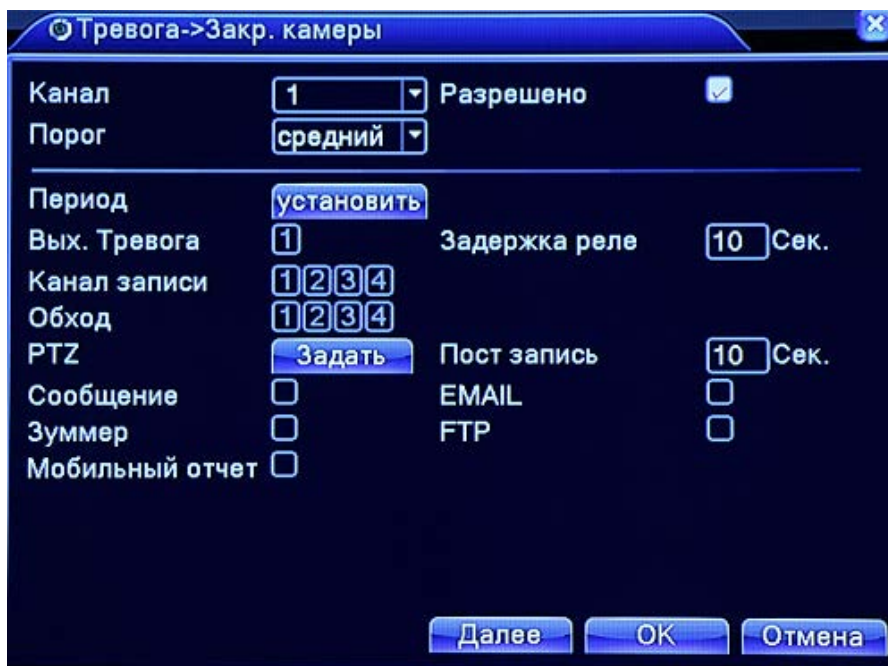 Тревога->Закр. камеры
Канал 1 Разрешено
Порог средний
Период установить
Вых. Тревога 1 Задержка реле 10 Сек.
Канал записи 1 2 3 4
Обход 1 2 3 4
PTZ Задать Пост запись 10 Сек.
Сообщение EMAIL
Зуммер FTP
Мобильный отчет
Далее OK Отмена